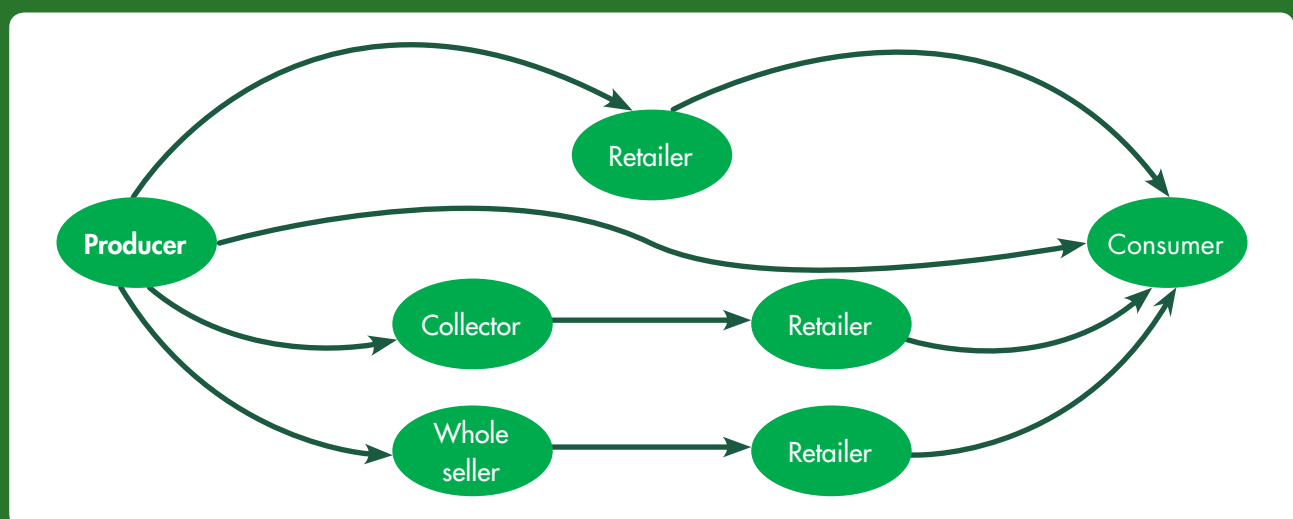 Retailer
Producer
Consumer
Collector
Retailer
Whole
seller
Retailer